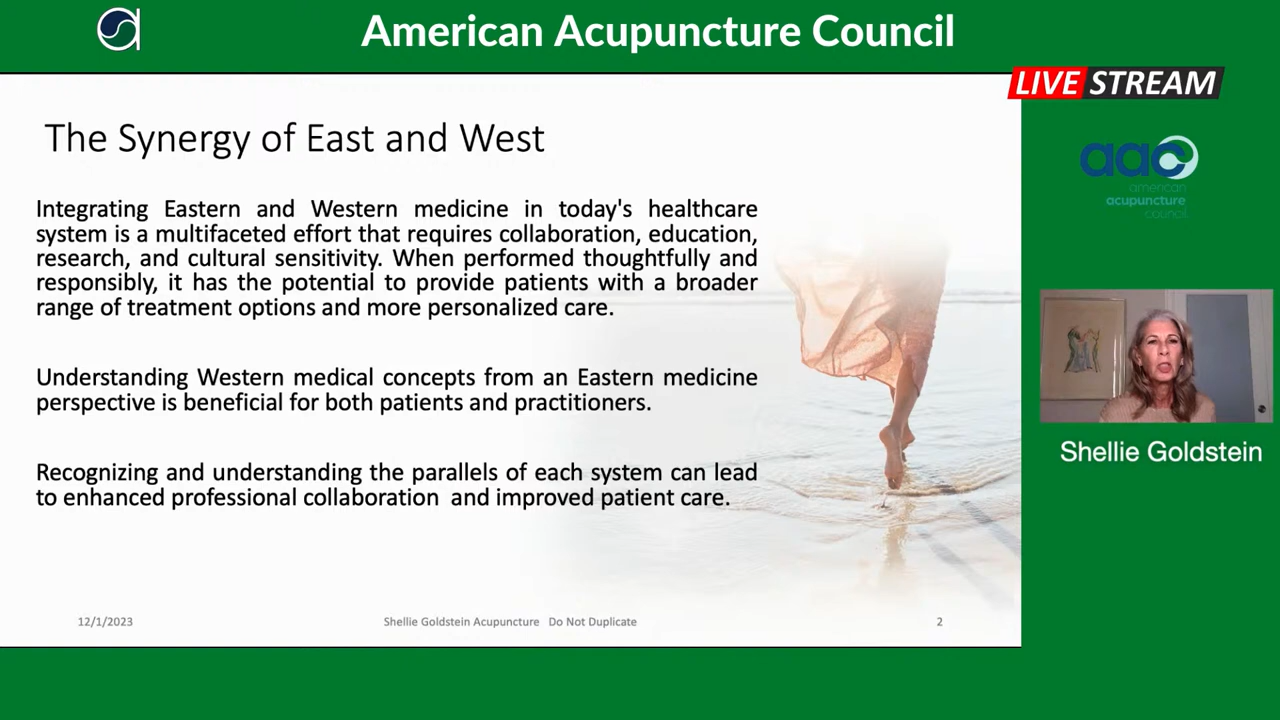 American Acupuncture Council
LIVE STREAM
The Synergy of East and West
Integrating Eastern and Western medicine in today's healthcare
system is a multifaceted effort that requires collaboration, education,
research, and cultural sensitivity. When performed thoughtfully and
responsibly, it has the potential to provide patients with a broader
range of treatment options and more personalized care.
Understanding Western medical concepts from an Eastern medicine
perspective is beneficial for both patients and practitioners.
Recognizing and understanding the parallels of each system can lead
to enhanced professional collaboration  and improved patient care.
12/1/2023
Shellie Goldstein Acupuncture   Do Not Duplicate
2
aac
american
acupuncture
council
Shellie Goldstein